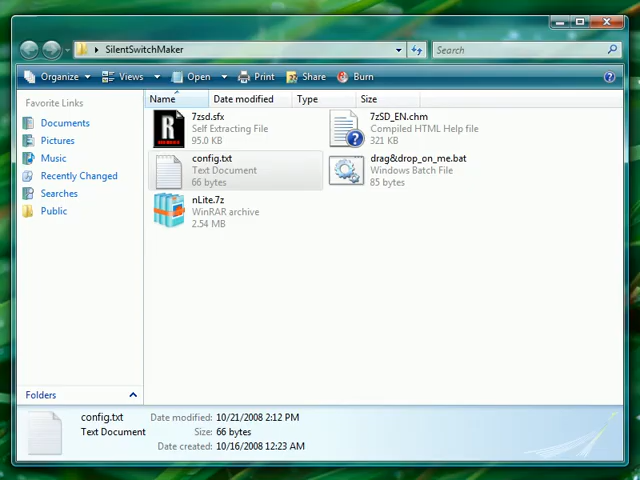 SilentSwitchMaker
Search
Organize
Views
Open
Print
Share
Burn
Favorite Links
Documents
Pictures
Music
Recently Changed
Searches
Public
Folders
Name
Date modified
Type
Size
7zsd.sfx
Self Extracting File
95.0 KB
7zSD_EN.chm
Compiled HTML Help file
321 KB
config.txt
Text Document
66 bytes
drag&drop_on_me.bat
Windows Batch File
85 bytes
nLite.7z
WinRAR archive
2.54 MB
config.txt
Text Document
Date modified: 10/21/2008 2:12 PM
Size: 66 bytes
Date created: 10/16/2008 12:23 AM